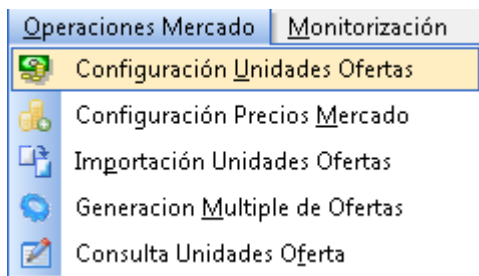 Operaciones Mercado Monitorización
Configuración Unidades Ofertas
Configuración Precios Mercado
Importación Unidades Ofertas
Generacion Multiple de Ofertas
Consulta Unidades Oferta